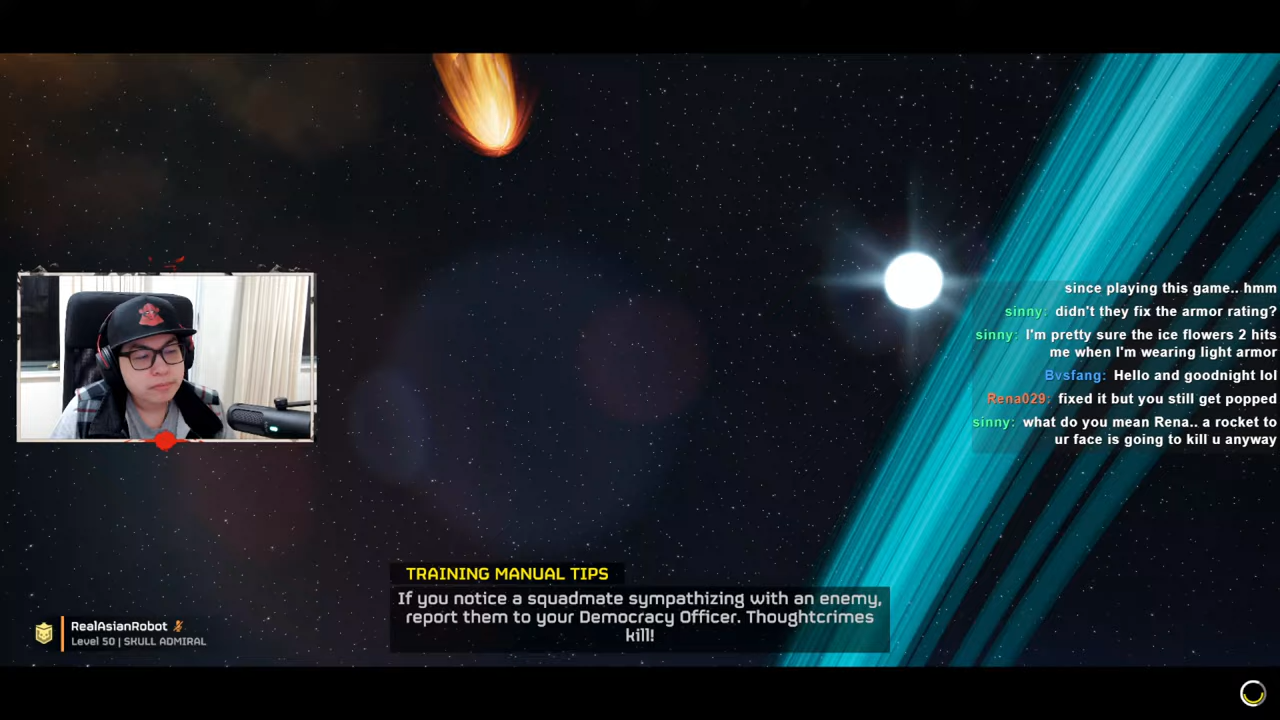 since playing this game.. hmm
sinny: didn't they fix the armor rating?
sinny: I'm pretty sure the ice flowers 2 hits
me when I'm wearing light armor
Bvsfang: Hello and goodnight lol
Rena029: fixed it but you still get popped
sinny: what do you mean Rena.. a rocket to
ur face is going to kill u anyway
TRAINING MANUAL TIPS
If you notice a squadmate sympathizing with an enemy,
report them to your Democracy Officer. Thoughtcrimes
kill!
RealAsianRobot
Level 50 | SKULL ADMIRAL